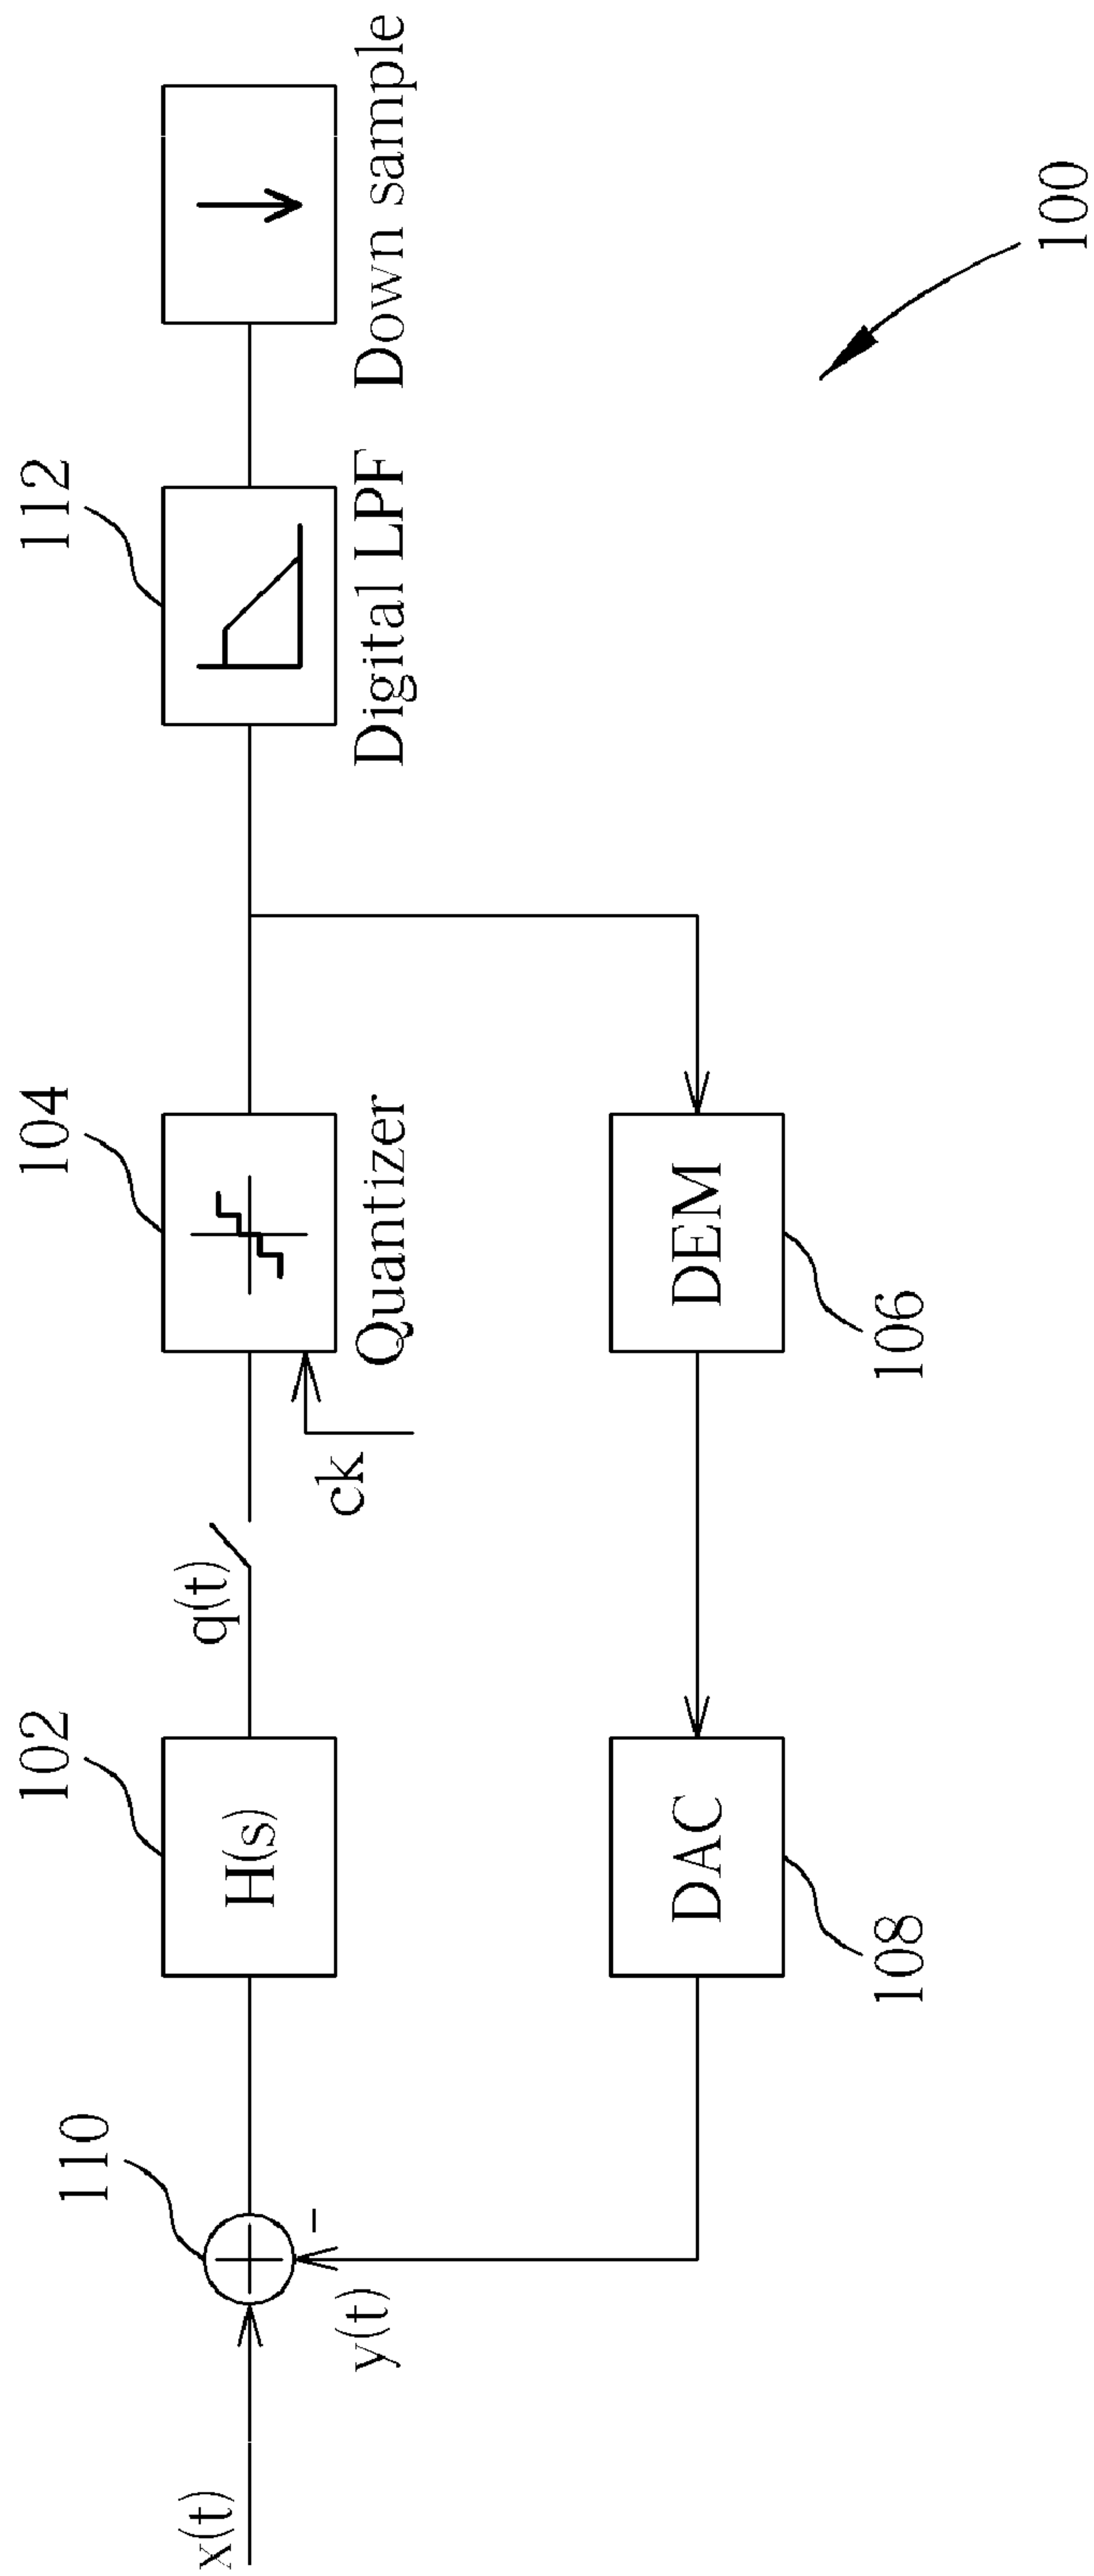 110
102
104
112
x(t)
H(s)
q(t)
y(t)
-
ck
Quantizer
Digital LPF
Down sample
DAC
DEM
108
106
100